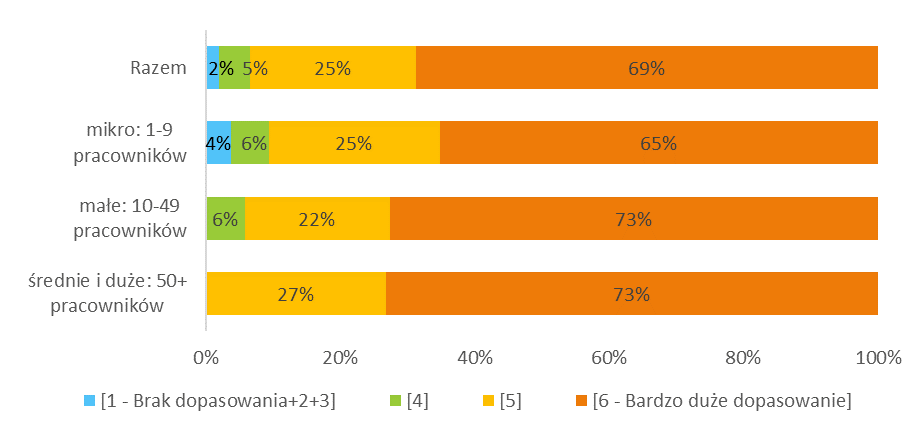 Razem
2% 5% 25% 69%
mikro: 1-9
pracowników
4% 6% 25% 65%
małe: 10-49
pracowników
6% 22% 73%
średnie i duże: 50+
pracowników
27% 73%
0% 20% 40% 60% 80% 100%
[1 - Brak dopasowania+2+3] [4] [5] [6 - Bardzo duże dopasowanie]